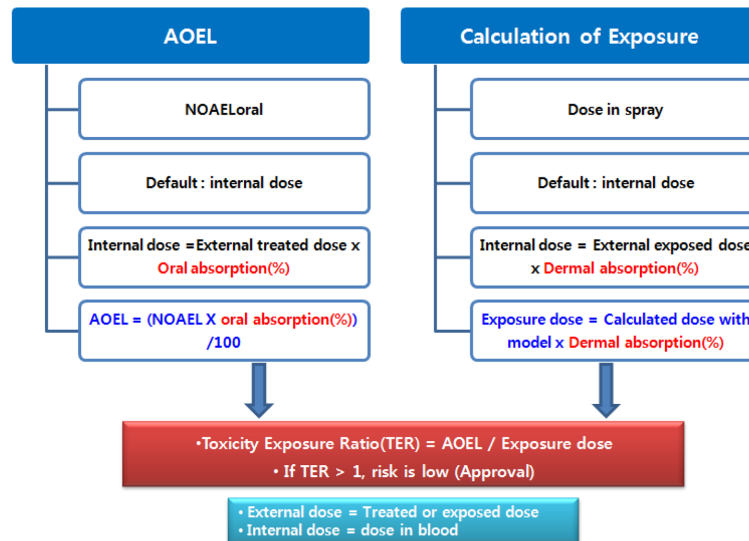 AOEL
NOAELoral
Default : internal dose
Internal dose =External treated dose x
Oral absorption(%)
AOEL = (NOAEL X oral absorption(%))
/100
Calculation of Exposure
Dose in spray
Default : internal dose
Internal dose = External exposed dose
x Dermal absorption(%)
Exposure dose = Calculated dose with
model x Dermal absorption(%)
•Toxicity Exposure Ratio(TER) = AOEL / Exposure dose
• If TER > 1, risk is low (Approval)
• External dose = Treated or exposed dose
• Internal dose = dose in blood